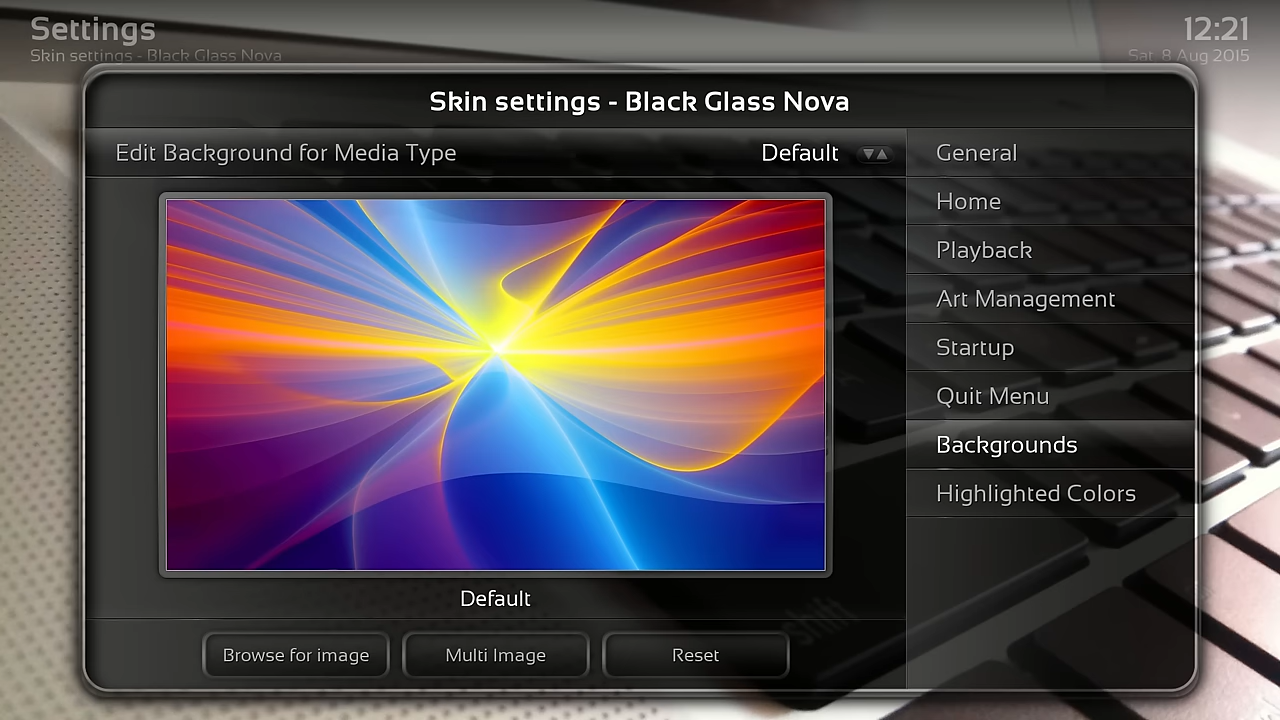 Settings
Skin settings - Black Glass Nova
12:21
Sat, 8 Aug 2015
Skin settings - Black Glass Nova
Edit Background for Media Type
Default
General
Home
Playback
Art Management
Startup
Quit Menu
Backgrounds
Highlighted Colors
Default
Browse for image
Multi Image
Reset
shift